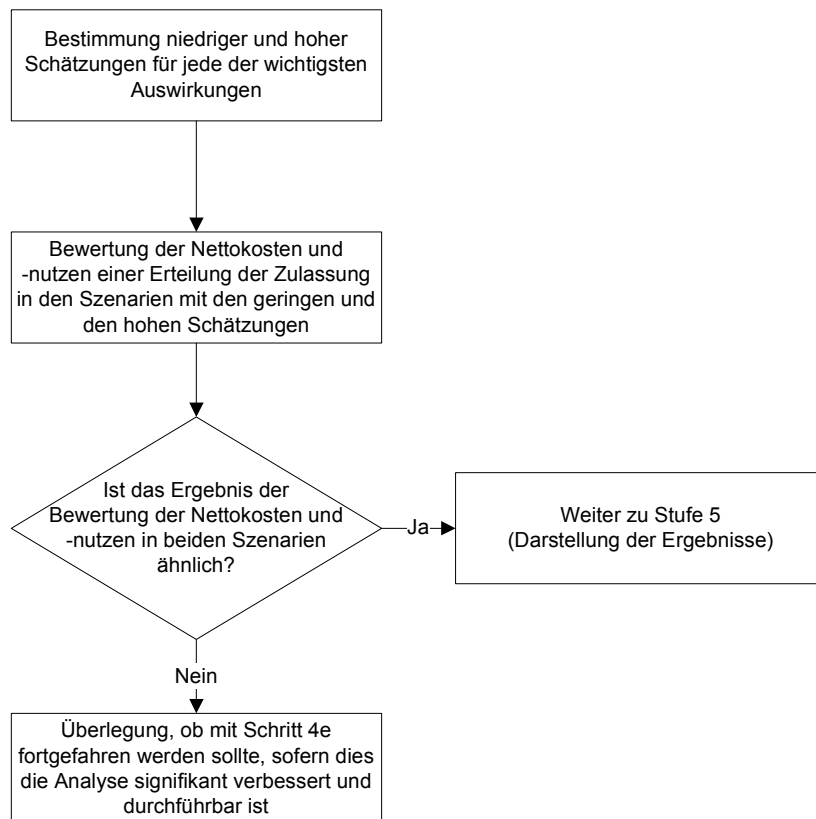 Bestimmung niedriger und hoher
Schätzungen für jede der wichtigsten
Auswirkungen
Bewertung der Nettokosten und
-nutzen einer Erteilung der Zulassung
in den Szenarien mit den geringen und
den hohen Schätzungen
Ist das Ergebnis der
Bewertung der Nettokosten und
-nutzen in beiden Szenarien
ähnlich?
Ja
Weiter zu Stufe 5
(Darstellung der Ergebnisse)
Nein
Überlegung, ob mit Schritt 4e
fortgefahren werden sollte, sofern dies
die Analyse signifikant verbessert und
durchführbar ist